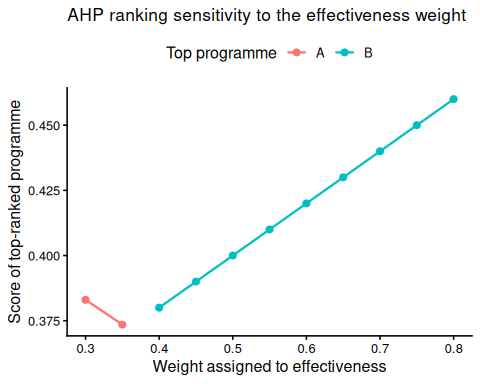 AHP ranking sensitivity to the effectiveness weight
Top programme A B
Score of top-ranked programme
0.450
0.425
0.400
0.375
0.3 0.4 0.5 0.6 0.7 0.8
Weight assigned to effectiveness